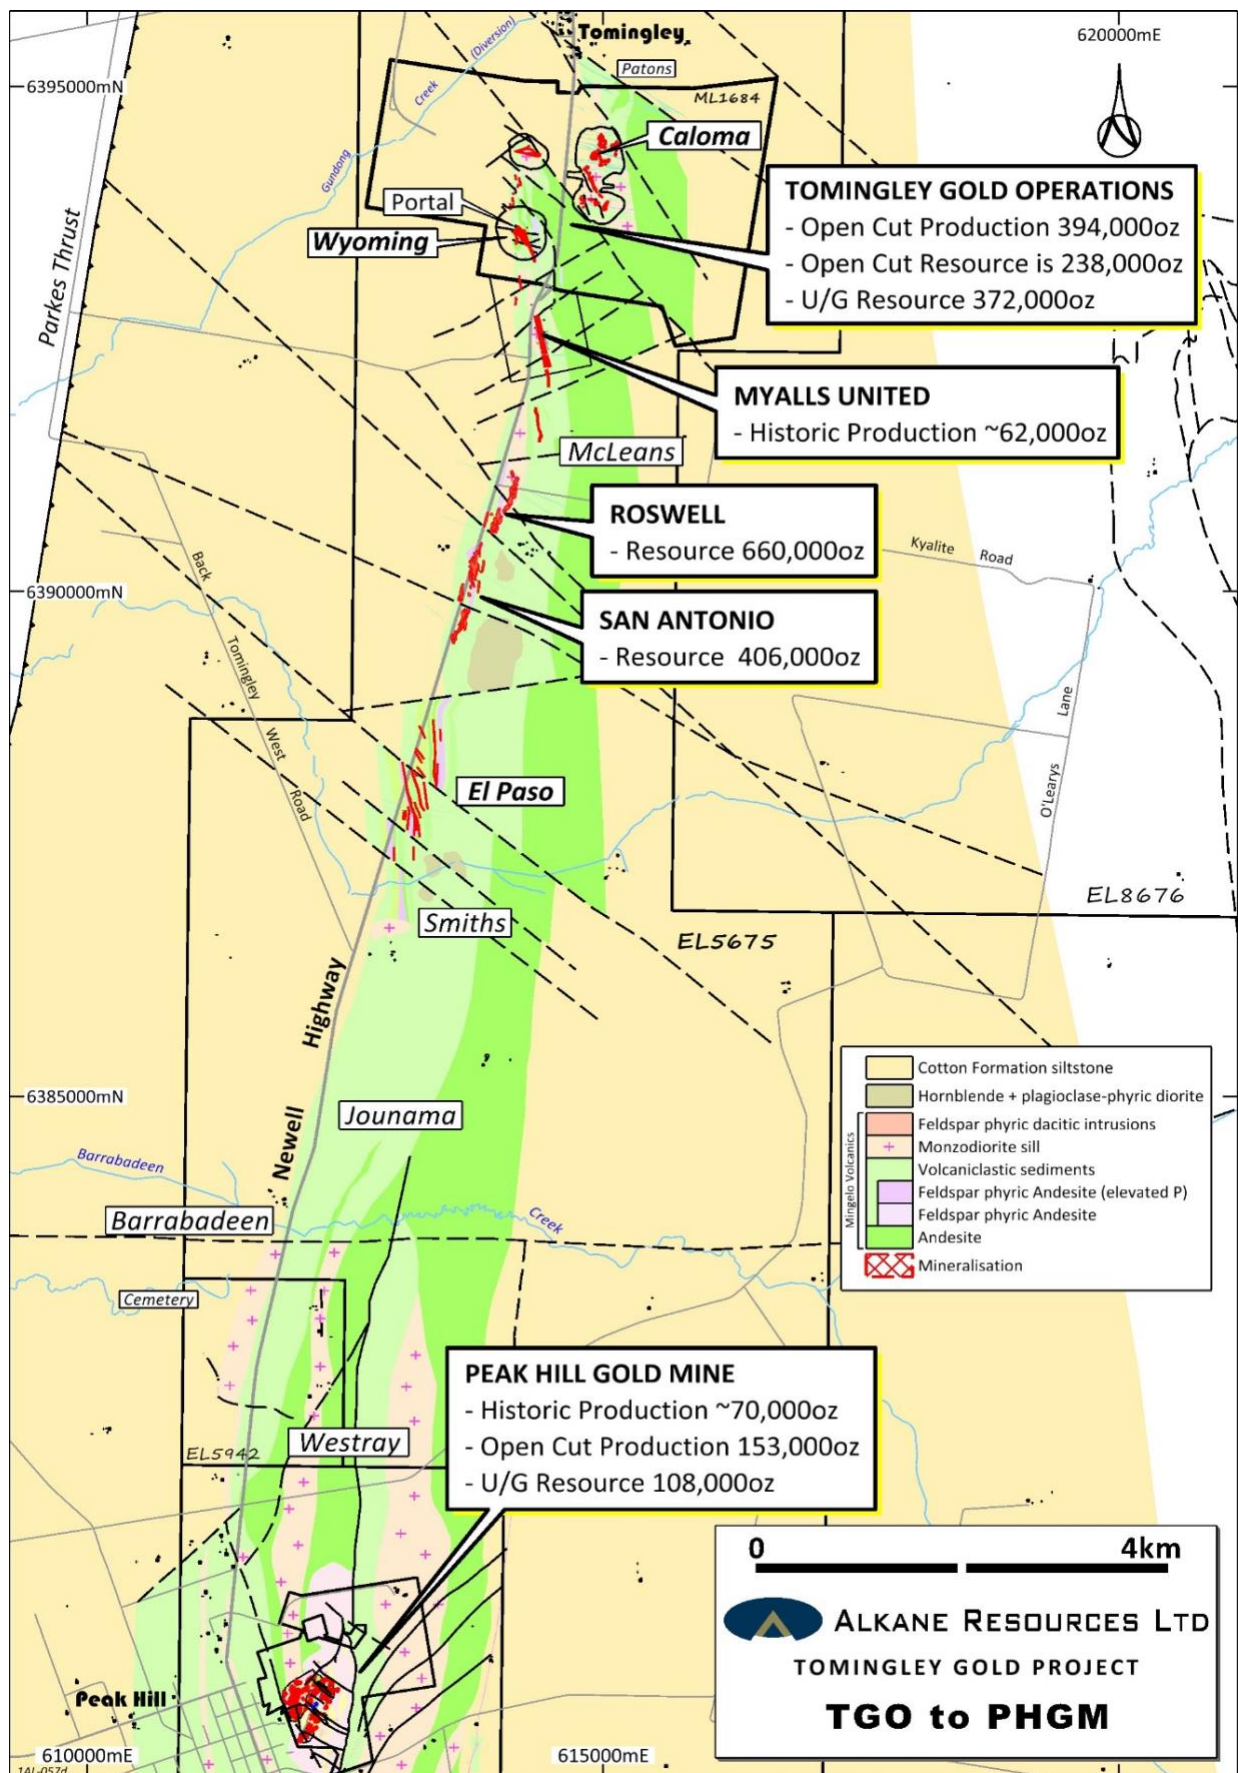 Tomingley
620000mE
(Diversion)
Creek
Gundong
Patons
6395000mN
ML1684
Caloma
Portal
Wyoming
TOMINGLEY GOLD OPERATIONS
- Open Cut Production 394,000oz
- Open Cut Resource is 238,000oz
- U/G Resource 372,000oz
Parkes Thrust
MYALLS UNITED
- Historic Production ~62,000oz
McLeans
ROSWELL
- Resource 660,000oz
Kyalite Road
Back
Tomingley
West
Road
6390000mN
SAN ANTONIO
- Resource 406,000oz
Lane
O'Learys
El Paso
EL8676
Smiths
EL5675
Highway
Newell
Cotton Formation siltstone
Hornblende + plagioclase-phyric diorite
Mingelo Volcanics
Feldspar phyric dacitic intrusions
Monzodiorite sill
Volcaniclastic sediments
Feldspar phyric Andesite (elevated P)
Feldspar phyric Andesite
Andesite
Mineralisation
6385000mN
Jounama
Barrabadeen
Creek
Barrabadeen
Cemetery
PEAK HILL GOLD MINE
- Historic Production ~70,000oz
- Open Cut Production 153,000oz
- U/G Resource 108,000oz
Westray
EL5942
0 4km
ALKANE RESOURCES LTD
TOMINGLEY GOLD PROJECT
TGO to PHGM
Peak Hill
610000mE
615000mE
1AL-057d